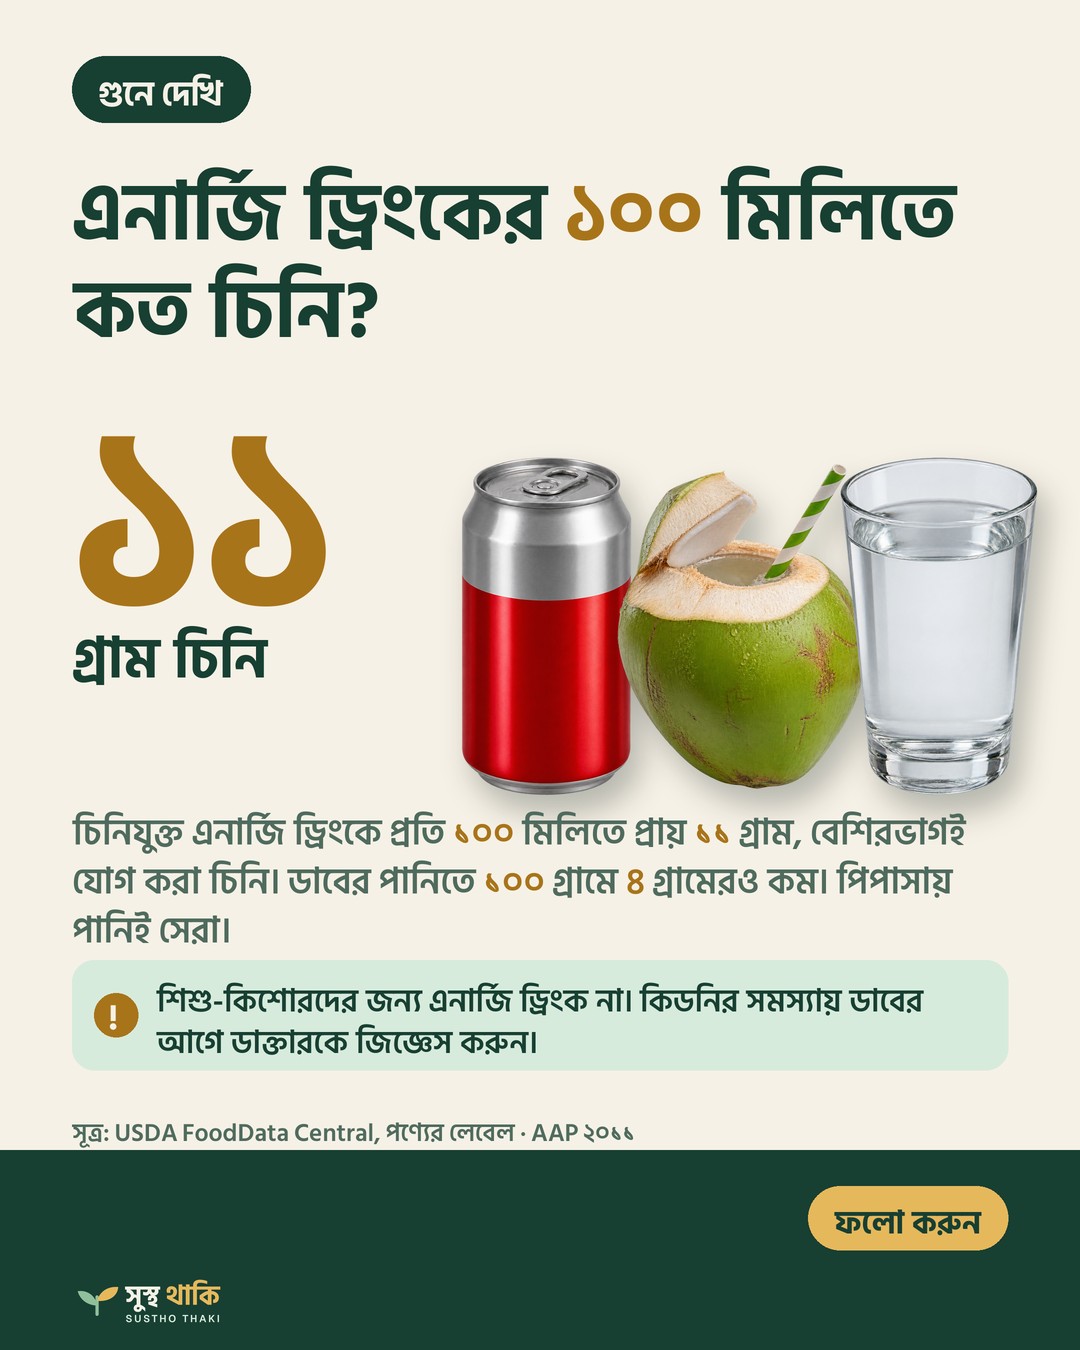 গুনে দেখি
এনার্জি ড্রিংকের ১০০ মিলিতে
কত চিনি?
১১
গ্রাম চিনি
চিনিযুক্ত এনার্জি ড্রিংকে প্রতি ১০০ মিলিতে প্রায় ১১ গ্রাম, বেশিরভাগই
যোগ করা চিনি। ডাবের পানিতে ১০০ গ্রামে ৪ গ্রামেরও কম। পিপাসায়
পানিই সেরা।
! শিশু-কিশোরদের জন্য এনার্জি ড্রিংক না। কিডনির সমস্যায় ডাবের
আগে ডাক্তারকে জিজ্ঞেস করুন।
সূত্র: USDA FoodData Central, পণ্যের লেবেল · AAP ২০১১
ফলো করুন
সুস্থ থাকি
SUSTHO THAKI